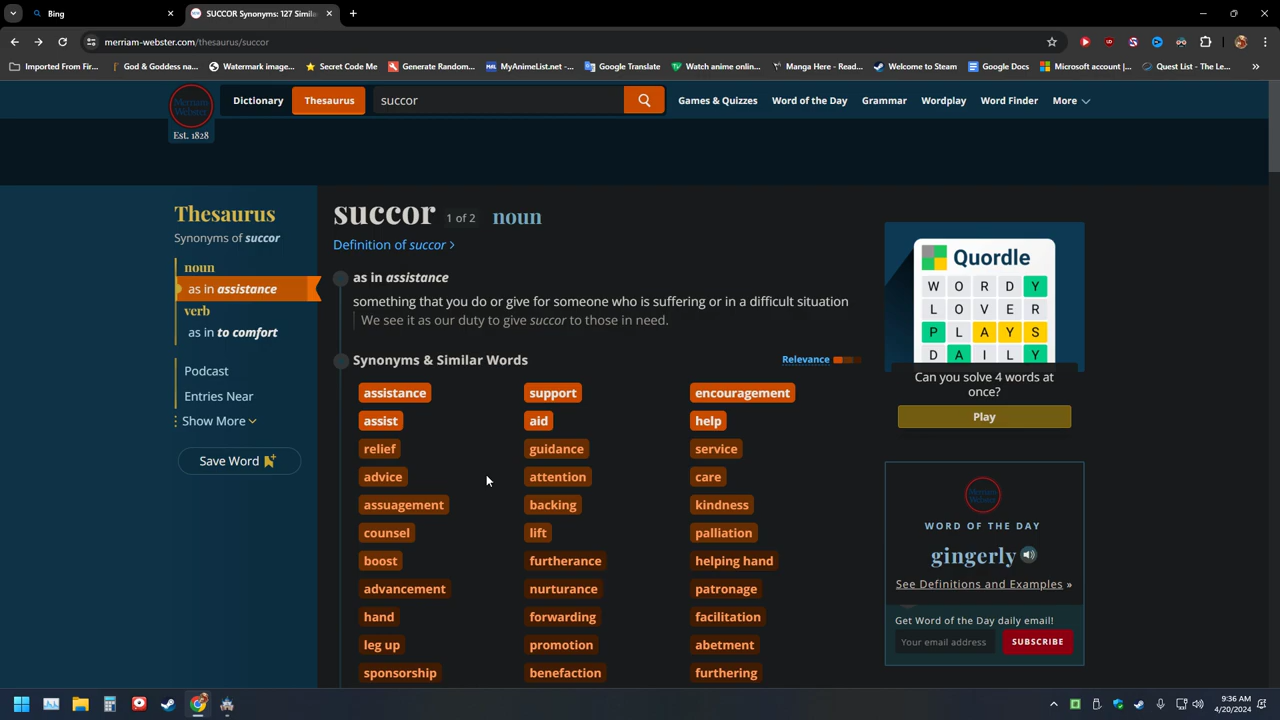 Bing
SUCCOR Synonyms: 127 Simila
merriam-webster.com/thesaurus/succor
Imported From Fir...
God & Goddess na...
Watermark image...
Secret Code Me
Generate Random...
MyAnimeList.net -...
Google Translate
Watch anime onlin...
Manga Here - Read...
Welcome to Steam
Google Docs
Microsoft account |...
Quest List - The Le...
Merriam-
Webster
Est. 1828
Dictionary
Thesaurus
succor
Games & Quizzes
Word of the Day
Grammar
Wordplay
Word Finder
More
Thesaurus
Synonyms of succor
noun
as in assistance
verb
as in to comfort
Podcast
Entries Near
Show More
Save Word
succor 1 of 2 noun
Definition of succor >
as in assistance
something that you do or give for someone who is suffering or in a difficult situation
We see it as our duty to give succor to those in need.
Synonyms & Similar Words
Relevance
assistance support encouragement
assist aid help
relief guidance service
advice attention care
assuagement backing kindness
counsel lift palliation
boost furtherance helping hand
advancement nurturance patronage
hand forwarding facilitation
leg up promotion abetment
sponsorship benefaction furthering
Quordle
W O R D Y
L O V E R
P L A Y S
D A I L Y
Can you solve 4 words at
once?
Play
WORD OF THE DAY
gingerly
See Definitions and Examples »
Get Word of the Day daily email!
Your email address
SUBSCRIBE
9:36 AM
4/20/2024